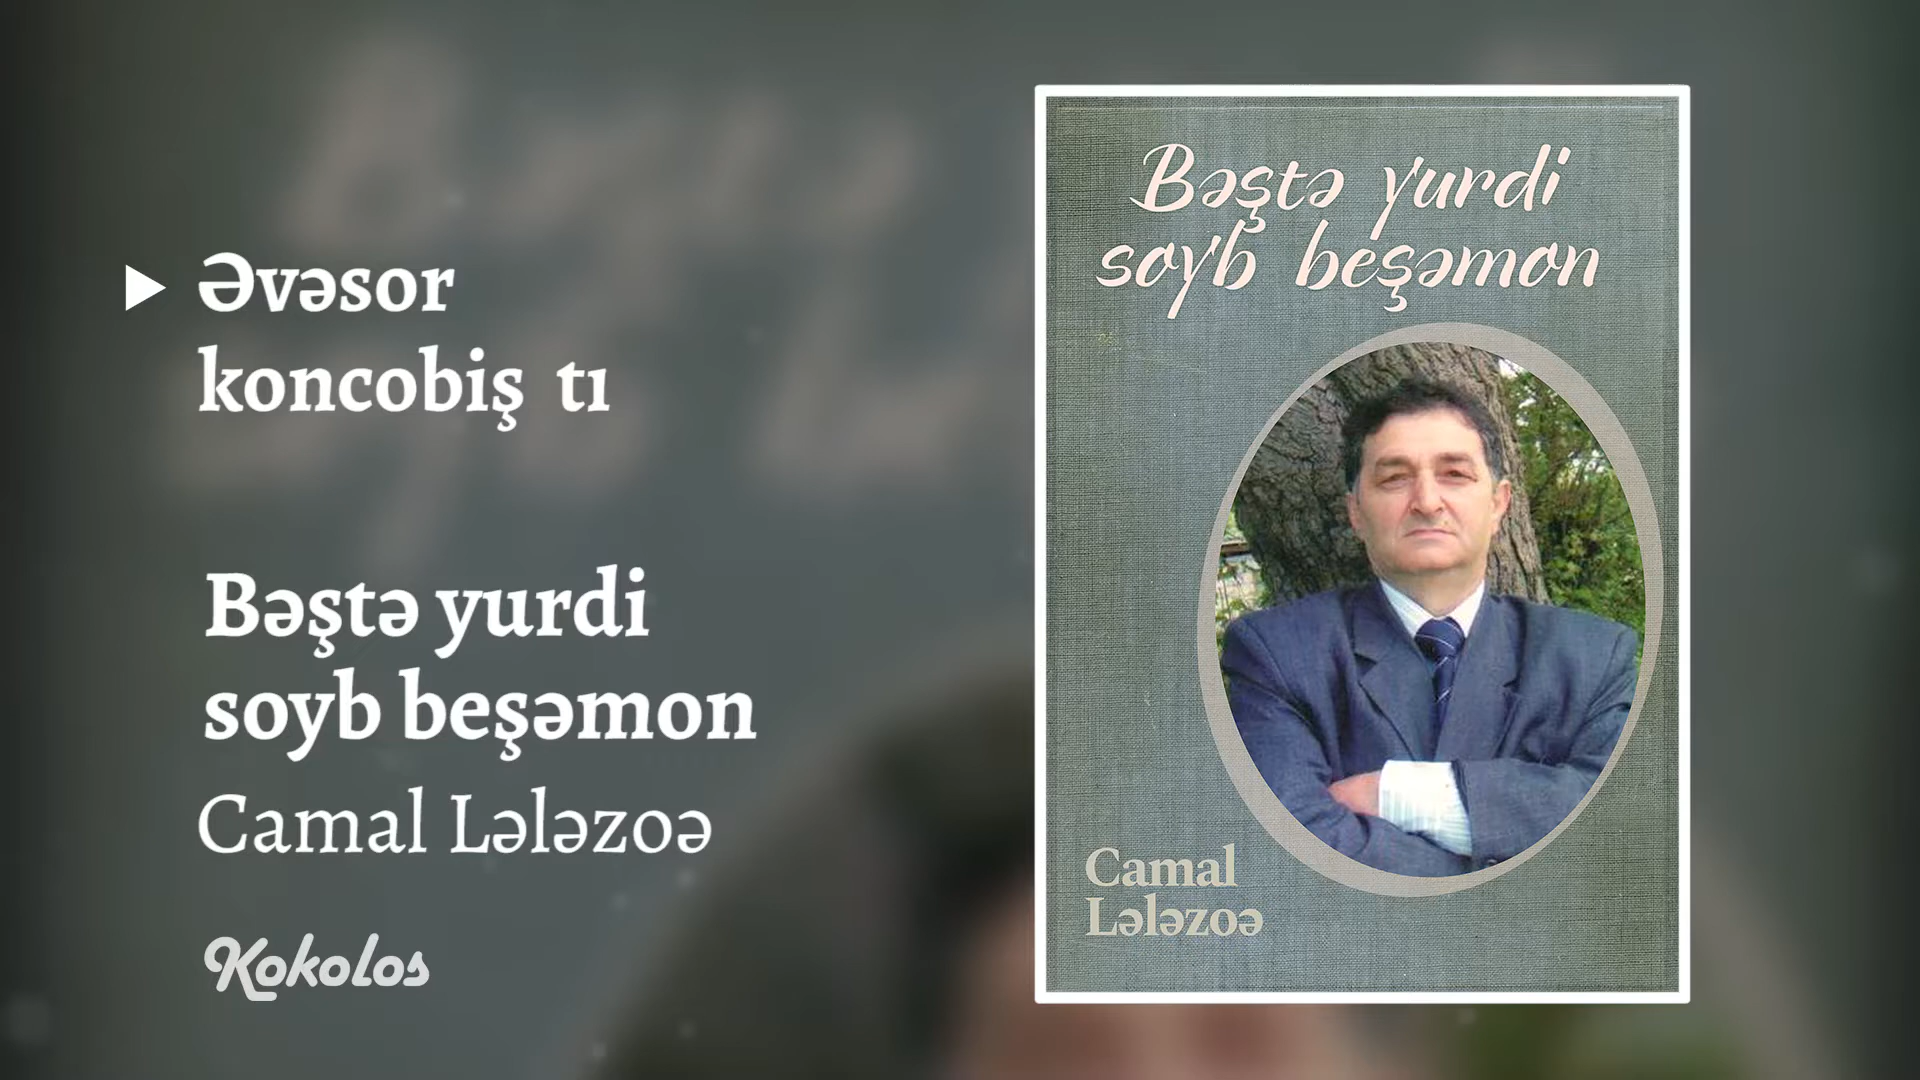 Əvəsor
koncobiş tı
Bəştə yurdi
soyb beşəmon
Camal Lələzoə
Kokolos
Bəştə yurdi
soyb beşəmon
Camal
Lələzoə